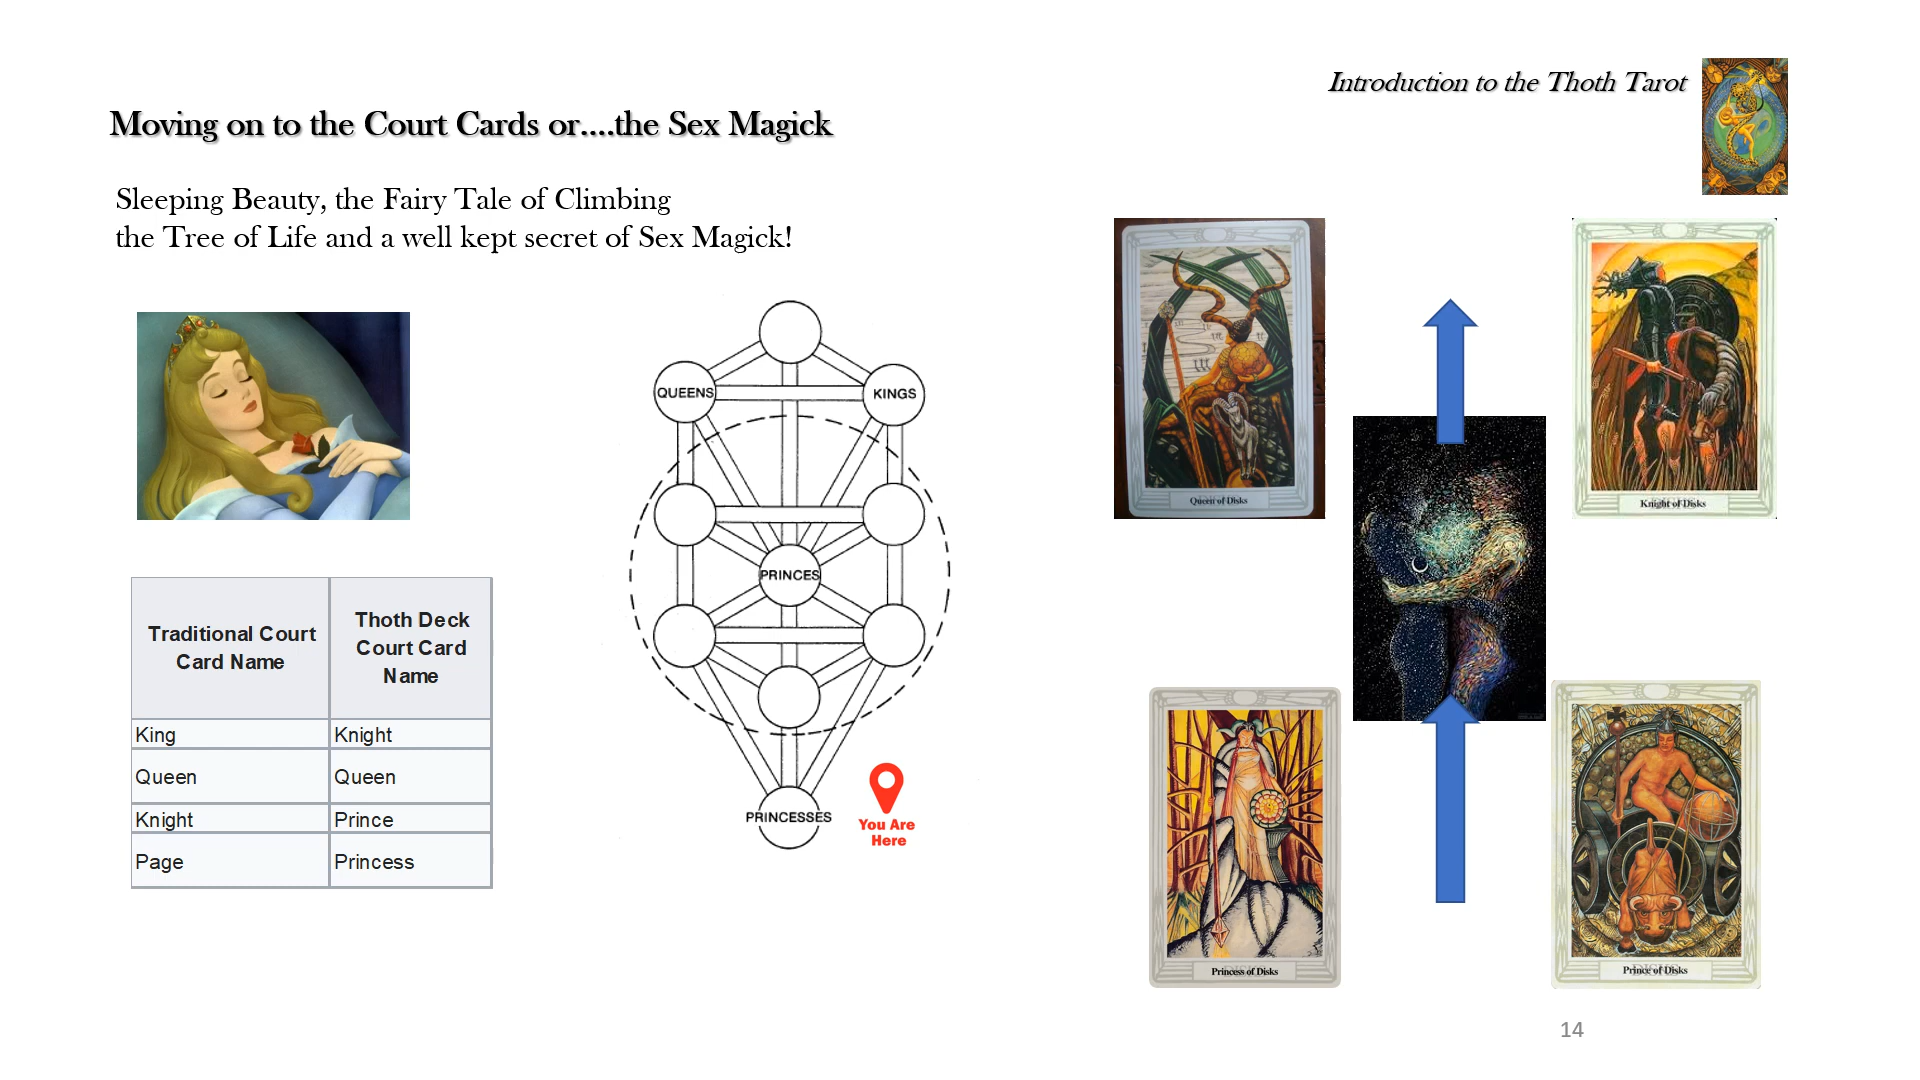 Introduction to the Thoth Tarot
Moving on to the Court Cards or....the Sex Magick
Sleeping Beauty, the Fairy Tale of Climbing
the Tree of Life and a well kept secret of Sex Magick!
Traditional Court
Card Name
Thoth Deck
Court Card
Name
King
Knight
Queen
Queen
Knight
Prince
Page
Princess
QUEENS
KINGS
PRINCES
PRINCESSES
You Are
Here
Queen of Disks
Knight of Disks
Princess of Disks
Prince of Disks
14